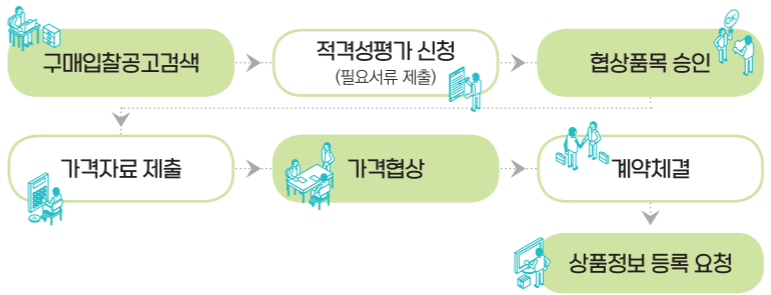 구매입찰공고검색
적격성평가 신청
(필요서류 제출)
협상품목 승인
OK
가격자료 제출
가격협상
계약체결
상품정보 등록 요청